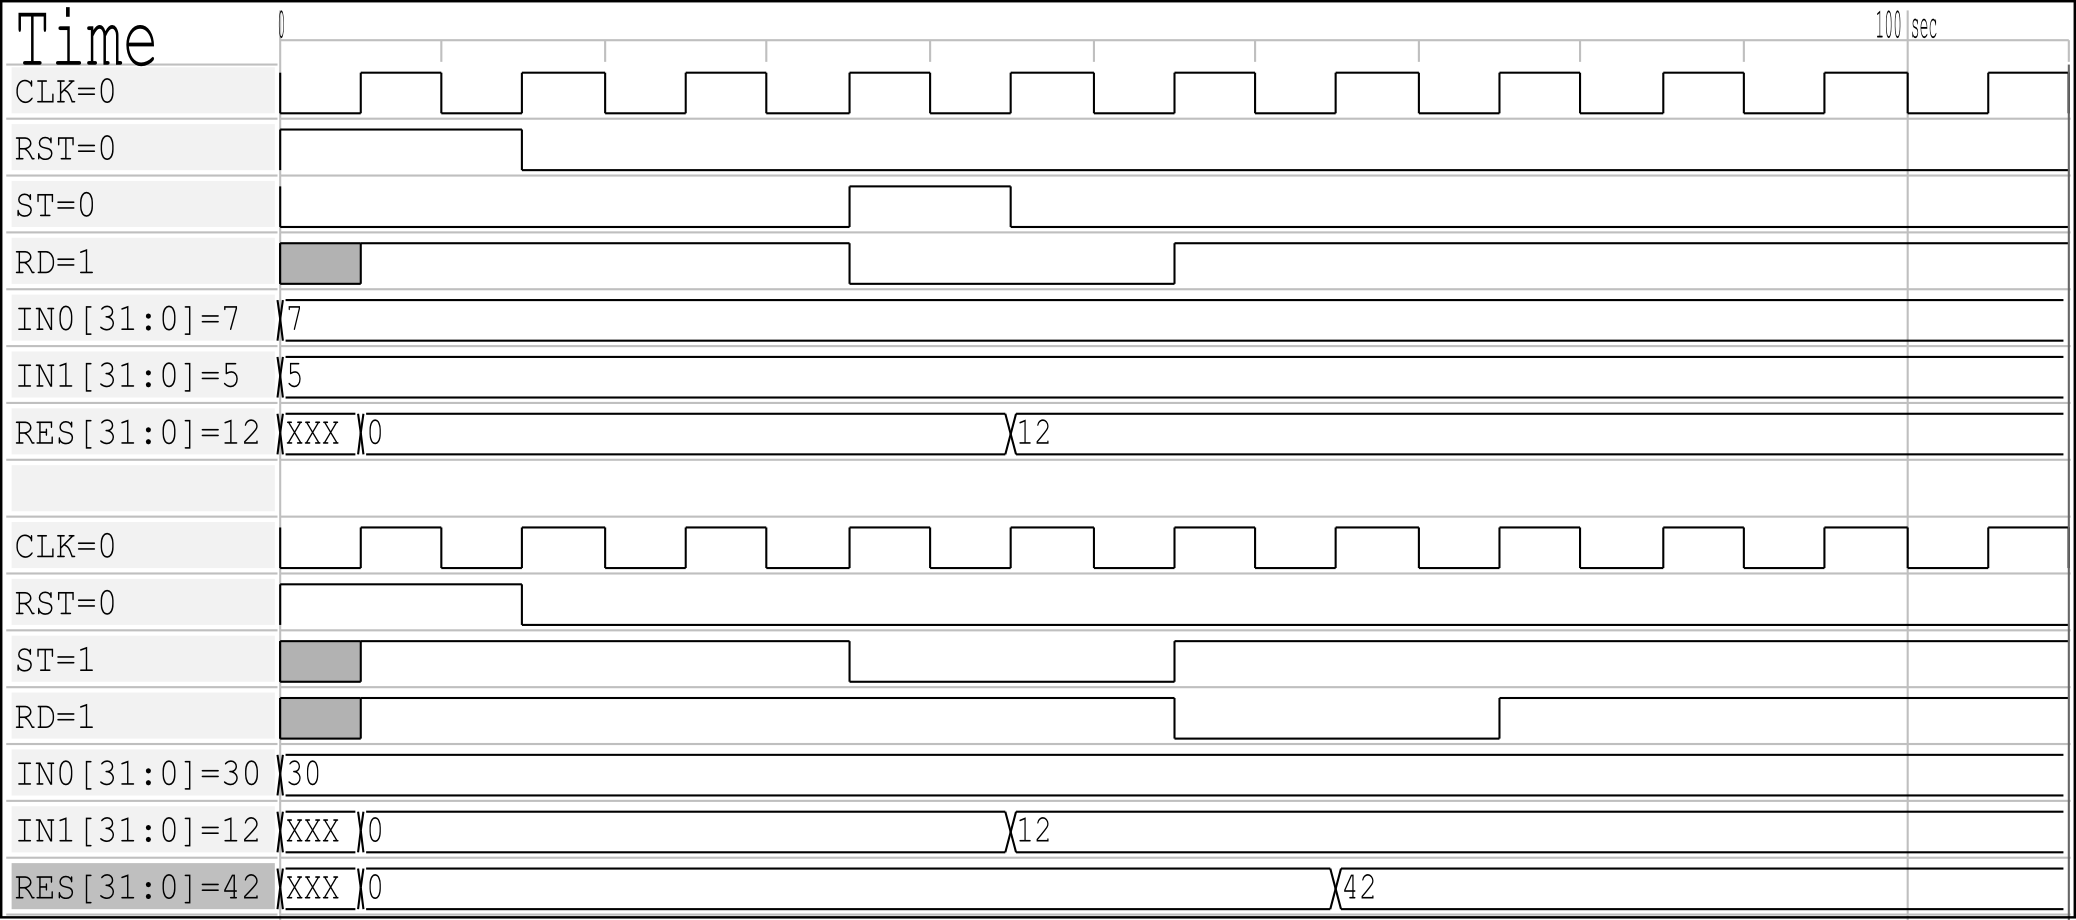 Time 0 100 sec
CLK=0
RST=0
ST=0
RD=1
IN0[31:0]=7 7
IN1[31:0]=5 5
RES[31:0]=12 XXX 0 12
CLK=0
RST=0
ST=1
RD=1
IN0[31:0]=30 30
IN1[31:0]=12 XXX 0 12
RES[31:0]=42 XXX 0 42